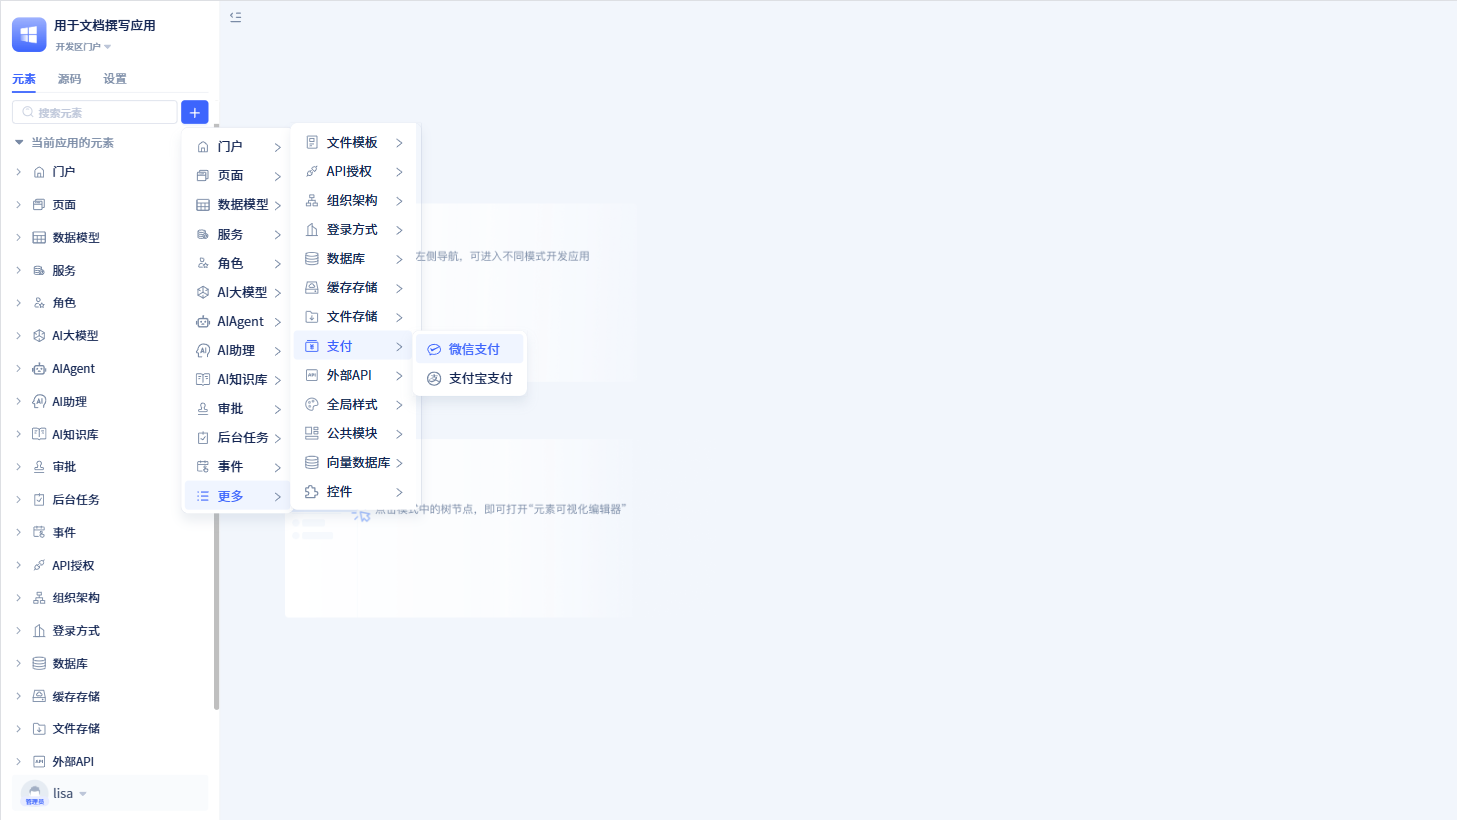 用于文档撰写应用
开发区门户
元素
源码
设置
搜索元素
当前应用的元素
门户
页面
数据模型
服务
角色
AI大模型
AIAgent
AI助理
AI知识库
审批
后台任务
事件
API授权
组织架构
登录方式
数据库
缓存存储
文件存储
外部API
管理员
lisa
门户
页面
数据模型
服务
角色
AI大模型
AIAgent
AI助理
AI知识库
审批
后台任务
事件
更多
文件模板
API授权
组织架构
登录方式
数据库
缓存存储
文件存储
支付
外部API
全局样式
公共模块
向量数据库
控件
微信支付
支付宝支付
左侧导航，可进入不同模式开发应用
点击模式中的树节点，即可打开“元素可视化编辑器”